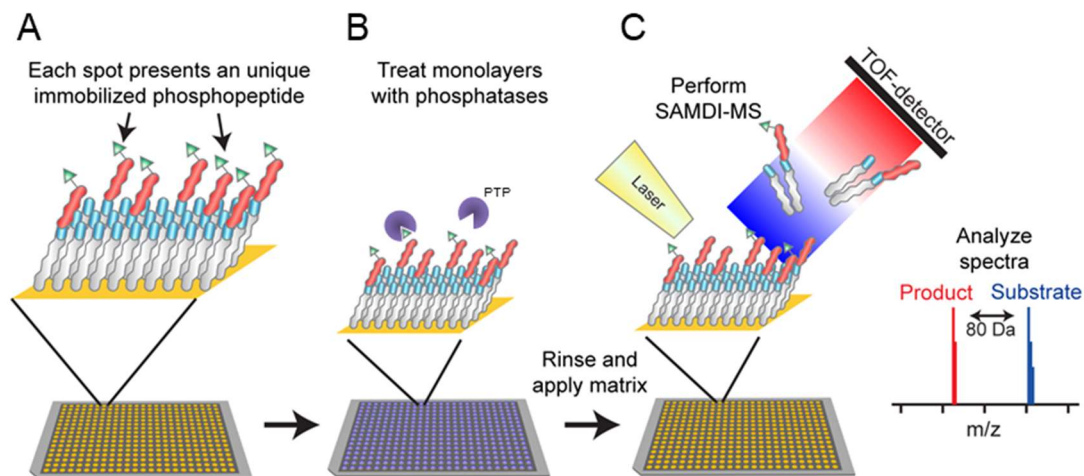 A
Each spot presents an unique
immobilized phosphopeptide
B
Treat monolayers
with phosphatases
PTP
Rinse and
apply matrix
C
Perform
SAMDI-MS
Laser
TOF-detector
Analyze
spectra
Product
Substrate
80 Da
m/z